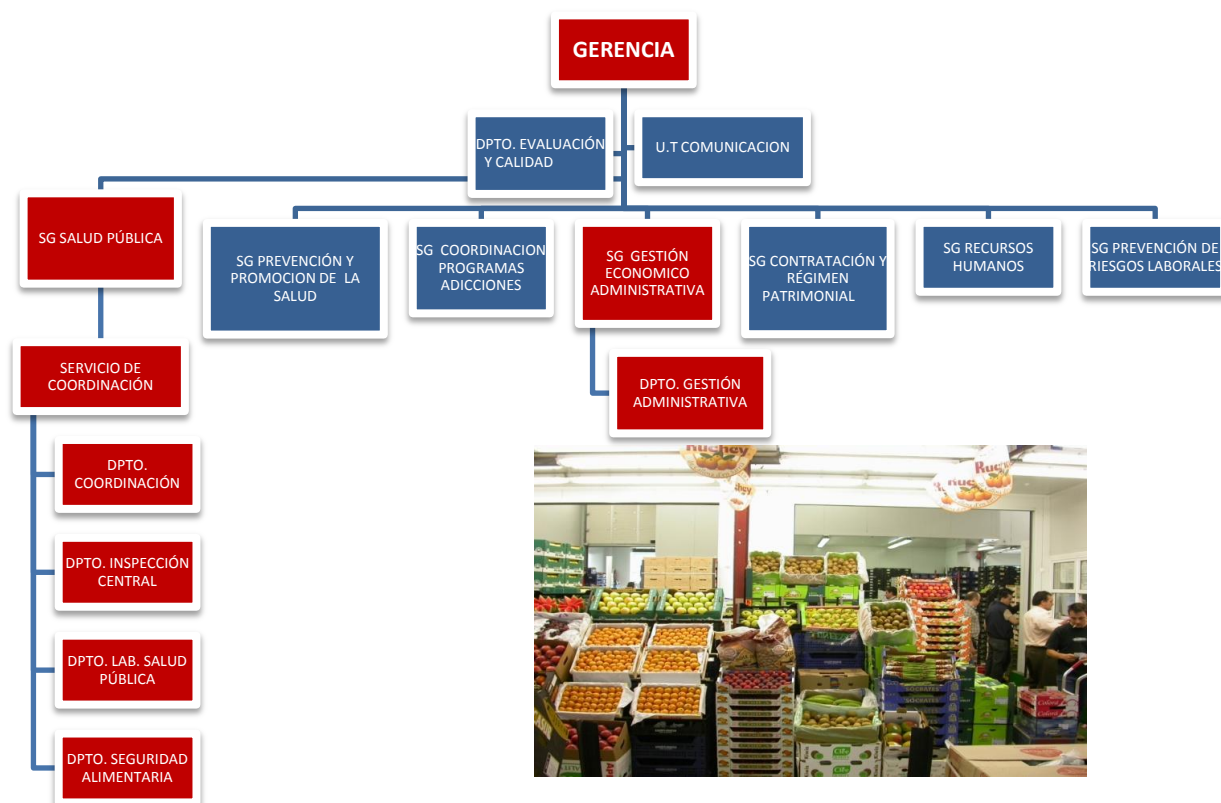 GERENCIA
DPTO. EVALUACIÓN
Y CALIDAD
U.T COMUNICACION
SG SALUD PÚBLICA
SG PREVENCIÓN Y
PROMOCION DE LA
SALUD
SG COORDINACION
PROGRAMAS
ADICCIONES
SG GESTIÓN
ECONOMICO
ADMINISTRATIVA
SG CONTRATACIÓN Y
RÉGIMEN
PATRIMONIAL
SG RECURSOS
HUMANOS
SG PREVENCIÓN DE
RIESGOS LABORALES
SERVICIO DE
COORDINACIÓN
DPTO. GESTIÓN
ADMINISTRATIVA
DPTO.
COORDINACIÓN
DPTO. INSPECCIÓN
CENTRAL
DPTO. LAB. SALUD
PÚBLICA
DPTO. SEGURIDAD
ALIMENTARIA
Ruchey